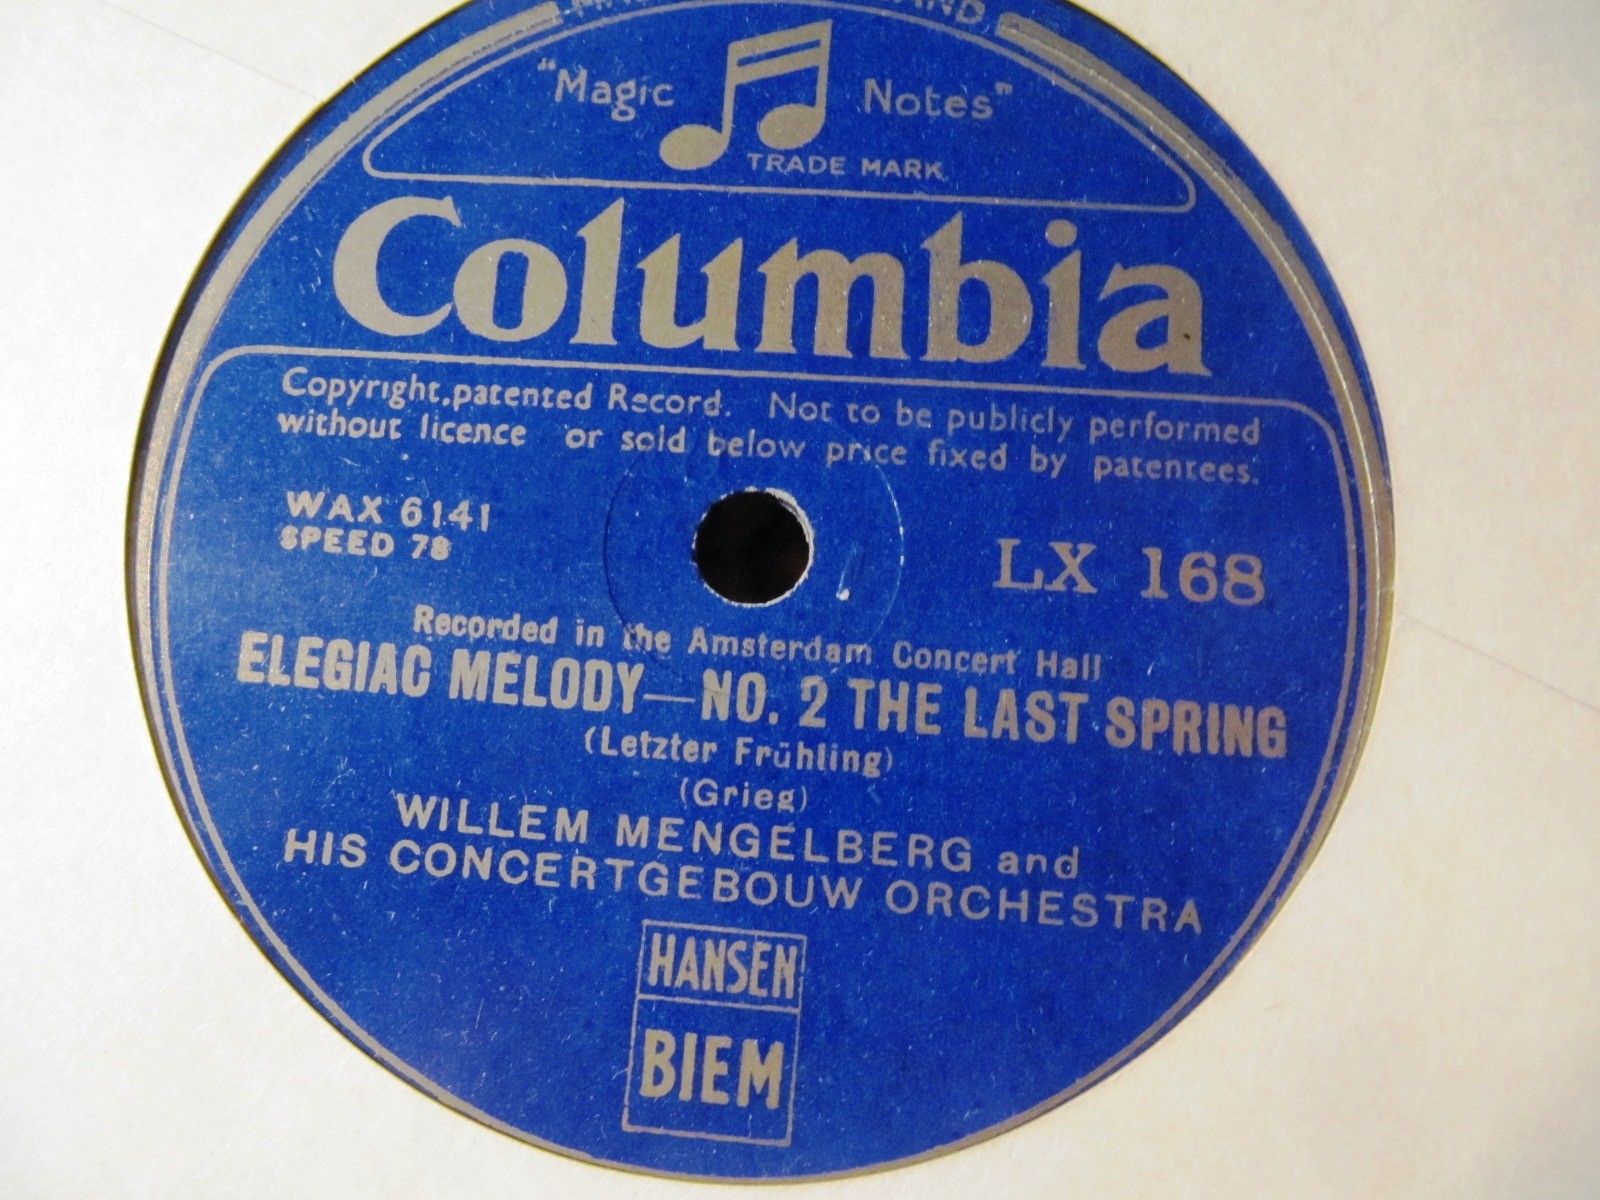 "Magic Notes"
TRADE MARK
Columbia
Copyright, patented Record. Not to be publicly performed
without licence or sold below price fixed by patentees.
WAX 6141
SPEED 78
LX 168
Recorded in the Amsterdam Concert Hall
ELEGIAC MELODY—NO. 2 THE LAST SPRING
(Letzter Frühling)
(Grieg)
WILLEM MENGELBERG and
HIS CONCERTGEBOUW ORCHESTRA
HANSEN
BIEM